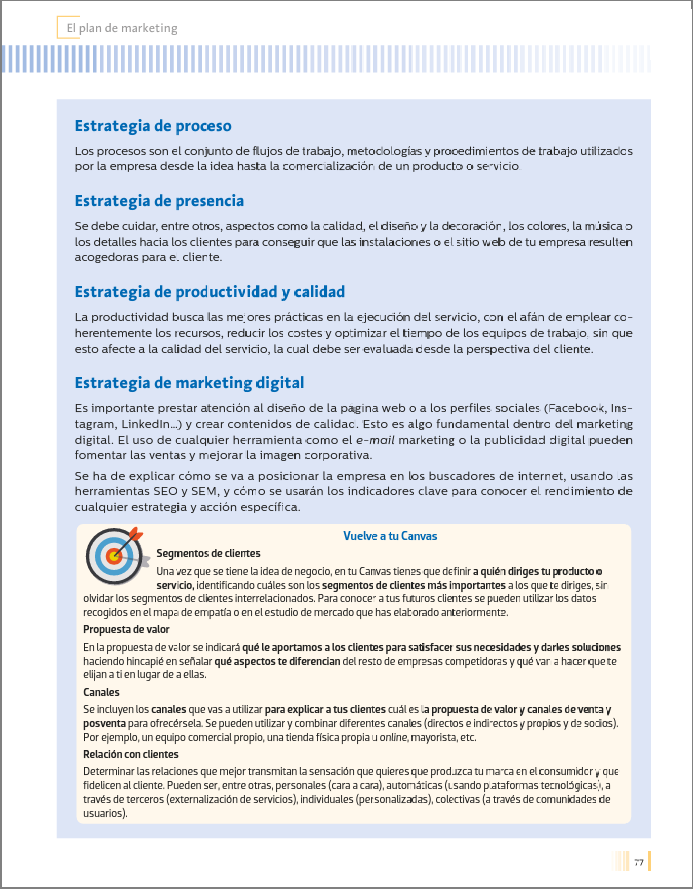 El plan de marketing
Estrategia de proceso
Los procesos son el conjunto de flujos de trabajo, metodologías y procedimientos de trabajo utilizados
por la empresa desde la idea hasta la comercialización de un producto o servicio.
Estrategia de presencia
Se debe cuidar, entre otros, aspectos como la calidad, el diseño y la decoración, los colores, la música o
los detalles hacia los clientes para conseguir que las instalaciones o el sitio web de tu empresa resulten
acogedoras para el cliente.
Estrategia de productividad y calidad
La productividad busca las mejores prácticas en la ejecución del servicio, con el afán de emplear co-
herentemente los recursos, reducir los costes y optimizar el tiempo de los equipos de trabajo, sin que
esto afecte a la calidad del servicio, la cual debe ser evaluada desde la perspectiva del cliente.
Estrategia de marketing digital
Es importante prestar atención al diseño de la página web o a los perfiles sociales (Facebook, Ins-
tagram, LinkedIn...) y crear contenidos de calidad. Esto es algo fundamental dentro del marketing
digital. El uso de cualquier herramienta como el e-mail marketing o la publicidad digital pueden
fomentar las ventas y mejorar la imagen corporativa.
Se ha de explicar cómo se va a posicionar la empresa en los buscadores de internet, usando las
herramientas SEO y SEM, y cómo se usarán los indicadores clave para conocer el rendimiento de
cualquier estrategia y acción específica.
Vuelve a tu Canvas
Segmentos de clientes
Una vez que se tiene la idea de negocio, en tu Canvas tienes que definir a quién diriges tu producto o
servicio, identificando cuáles son los segmentos de clientes más importantes a los que te diriges, sin
olvidar los segmentos de clientes interrelacionados. Para conocer a tus futuros clientes se pueden utilizar los datos
recogidos en el mapa de empatía o en el estudio de mercado que has elaborado anteriormente.
Propuesta de valor
En la propuesta de valor se indicará qué le aportamos a los clientes para satisfacer sus necesidades y darles soluciones
haciendo hincapié en señalar qué aspectos te diferencian del resto de empresas competidoras y qué van a hacer que te
elijan a ti en lugar de a ellas.
Canales
Se incluyen los canales que vas a utilizar para explicar a tus clientes cuál es la propuesta de valor y canales de venta y
posventa para ofrecérsela. Se pueden utilizar y combinar diferentes canales (directos e indirectos y propios y de socios).
Por ejemplo, un equipo comercial propio, una tienda física propia u online, mayorista, etc.
Relación con clientes
Determinar las relaciones que mejor transmitan la sensación que quieres que produzca tu marca en el consumidor y que
fidelicen al cliente. Pueden ser, entre otras, personales (cara a cara), automáticas (usando plataformas tecnológicas), a
través de terceros (externalización de servicios), individuales (personalizadas), colectivas (a través de comunidades de
usuarios).
77